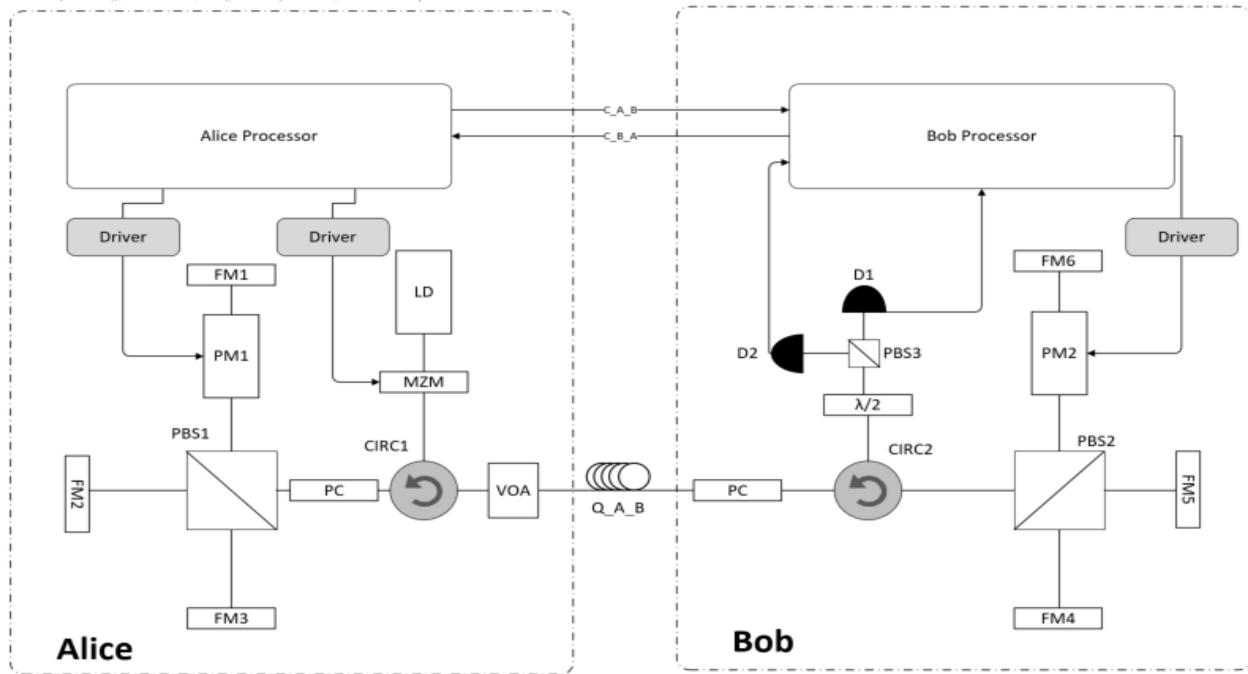 C_A_B
Alice Processor
Bob Processor
C_B_A
Driver
Driver
Driver
FM1
LD
D1
FM6
PM1
D2
PBS3
PM2
MZM
λ/2
PBS1
CIRC1
CIRC2
PBS2
FM2
PC
VOA
PC
FM5
Q_A_B
FM3
FM4
Alice
Bob